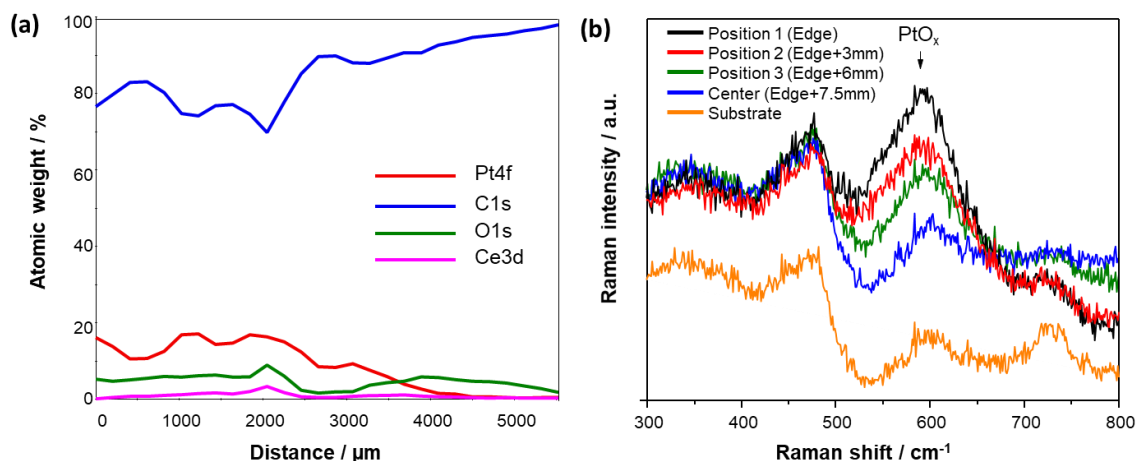 (a)
Atomic weight / %
100
80
60
40
20
0
Pt4f
C1s
O1s
Ce3d
0 1000 2000 3000 4000 5000
Distance / µm
(b)
Raman intensity / a.u.
Position 1 (Edge)
Position 2 (Edge+3mm)
Position 3 (Edge+6mm)
Center (Edge+7.5mm)
Substrate
PtOₓ
300 400 500 600 700 800
Raman shift / cm⁻¹